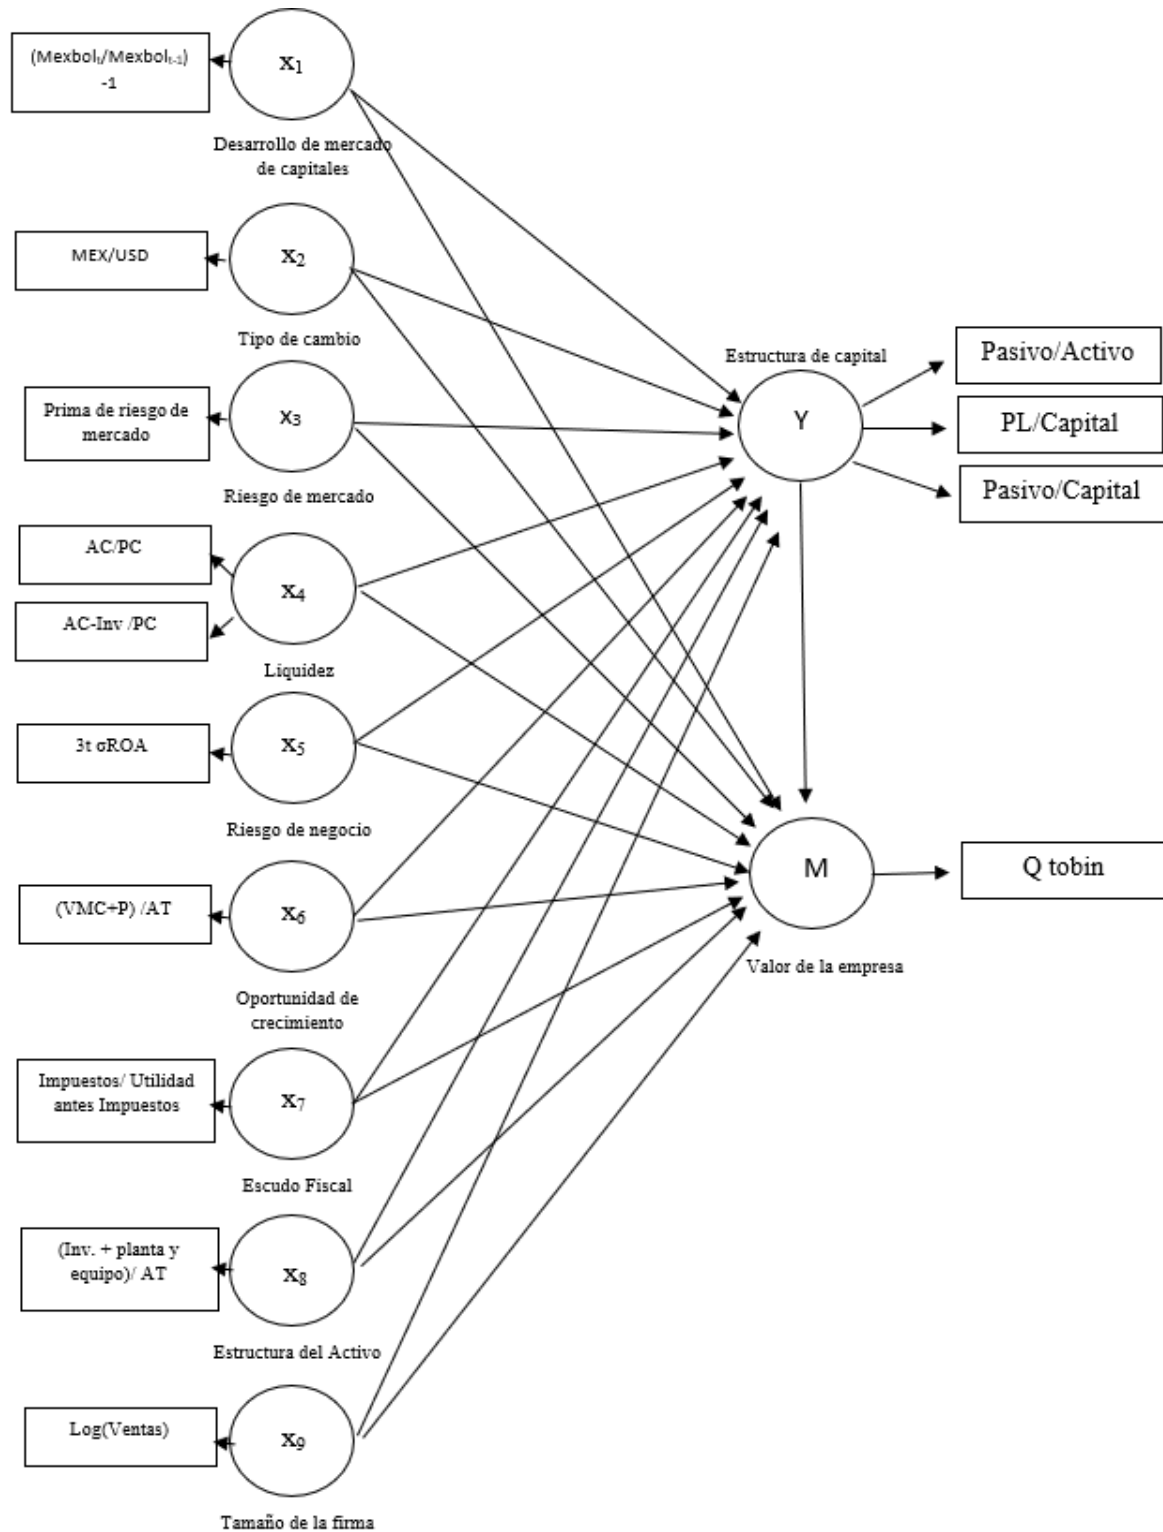 (Mexbolₜ/Mexbolₜ₋₁)
-1
x₁
Desarrollo de mercado
de capitales
MEX/USD
x₂
Tipo de cambio
Prima de riesgo de
mercado
x₃
Riesgo de mercado
AC/PC
AC-Inv /PC
x₄
Liquidez
3t σROA
x₅
Riesgo de negocio
(VMC+P) /AT
x₆
Oportunidad de
crecimiento
Impuestos/ Utilidad
antes Impuestos
x₇
Escudo Fiscal
(Inv. + planta y
equipo)/ AT
x₈
Estructura del Activo
Log(Ventas)
x₉
Tamaño de la firma
Estructura de capital
Y
Pasivo/Activo
PL/Capital
Pasivo/Capital
M
Valor de la empresa
Q tobin